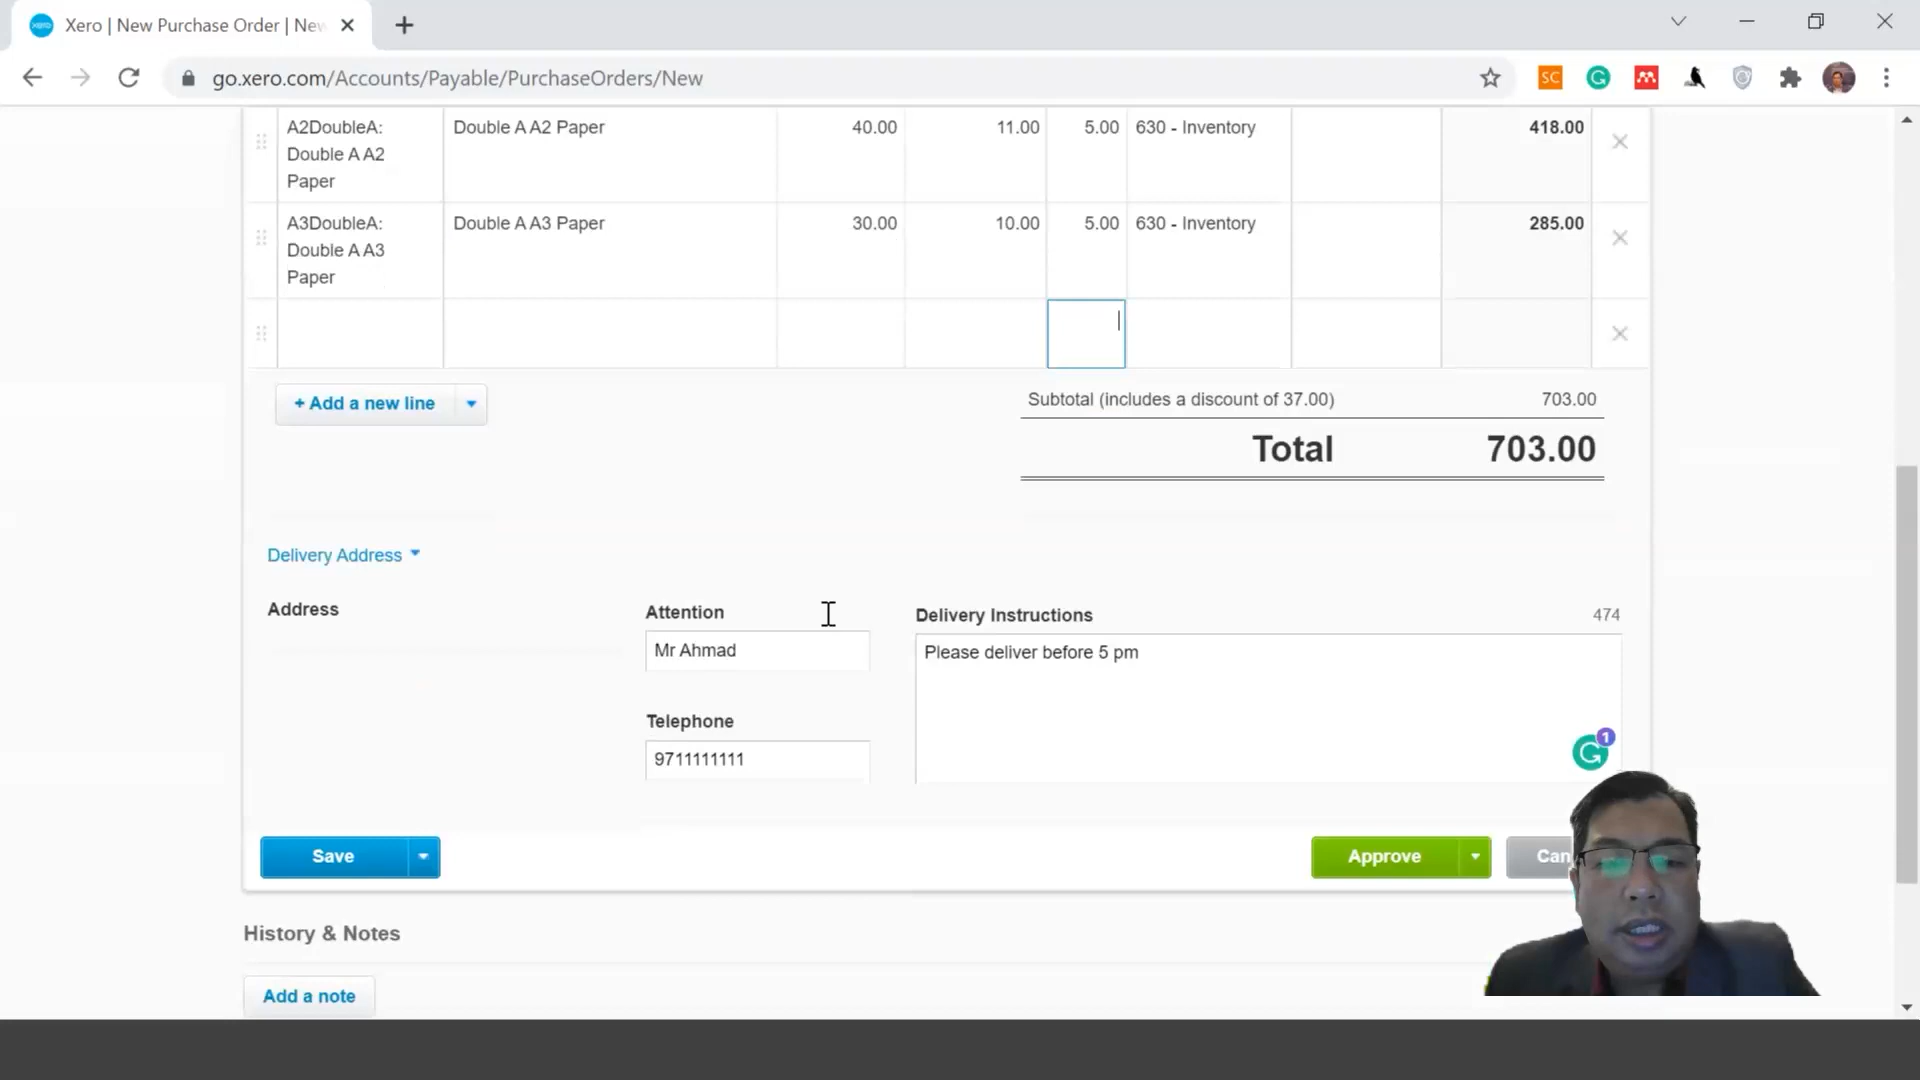 Xero | New Purchase Order | New
go.xero.com/Accounts/Payable/PurchaseOrders/New
SC
A2DoubleA: Double A A2 Paper 40.00 11.00 5.00 630 - Inventory 418.00
Double A A2
Paper
A3DoubleA: Double A A3 Paper 30.00 10.00 5.00 630 - Inventory 285.00
Double A A3
Paper
+ Add a new line
Subtotal (includes a discount of 37.00) 703.00
Total 703.00
Delivery Address
Address
Attention
Mr Ahmad
Telephone
9711111111
Delivery Instructions 474
Please deliver before 5 pm
1
Save
Approve
Can
History & Notes
Add a note